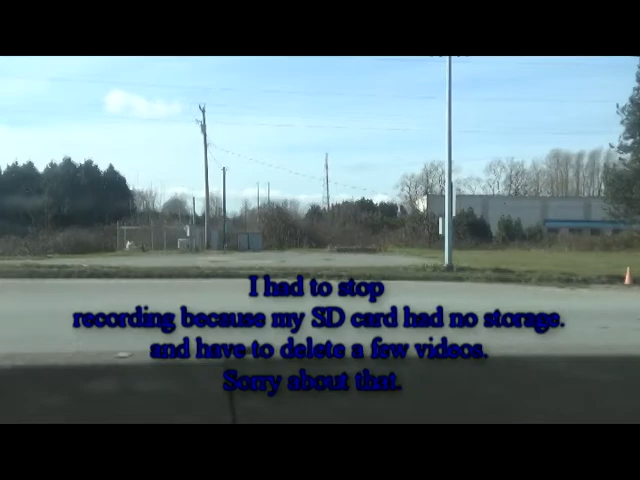 I had to stop
recording because my SD card had no storage.
and have to delete a few videos.
Sorry about that.